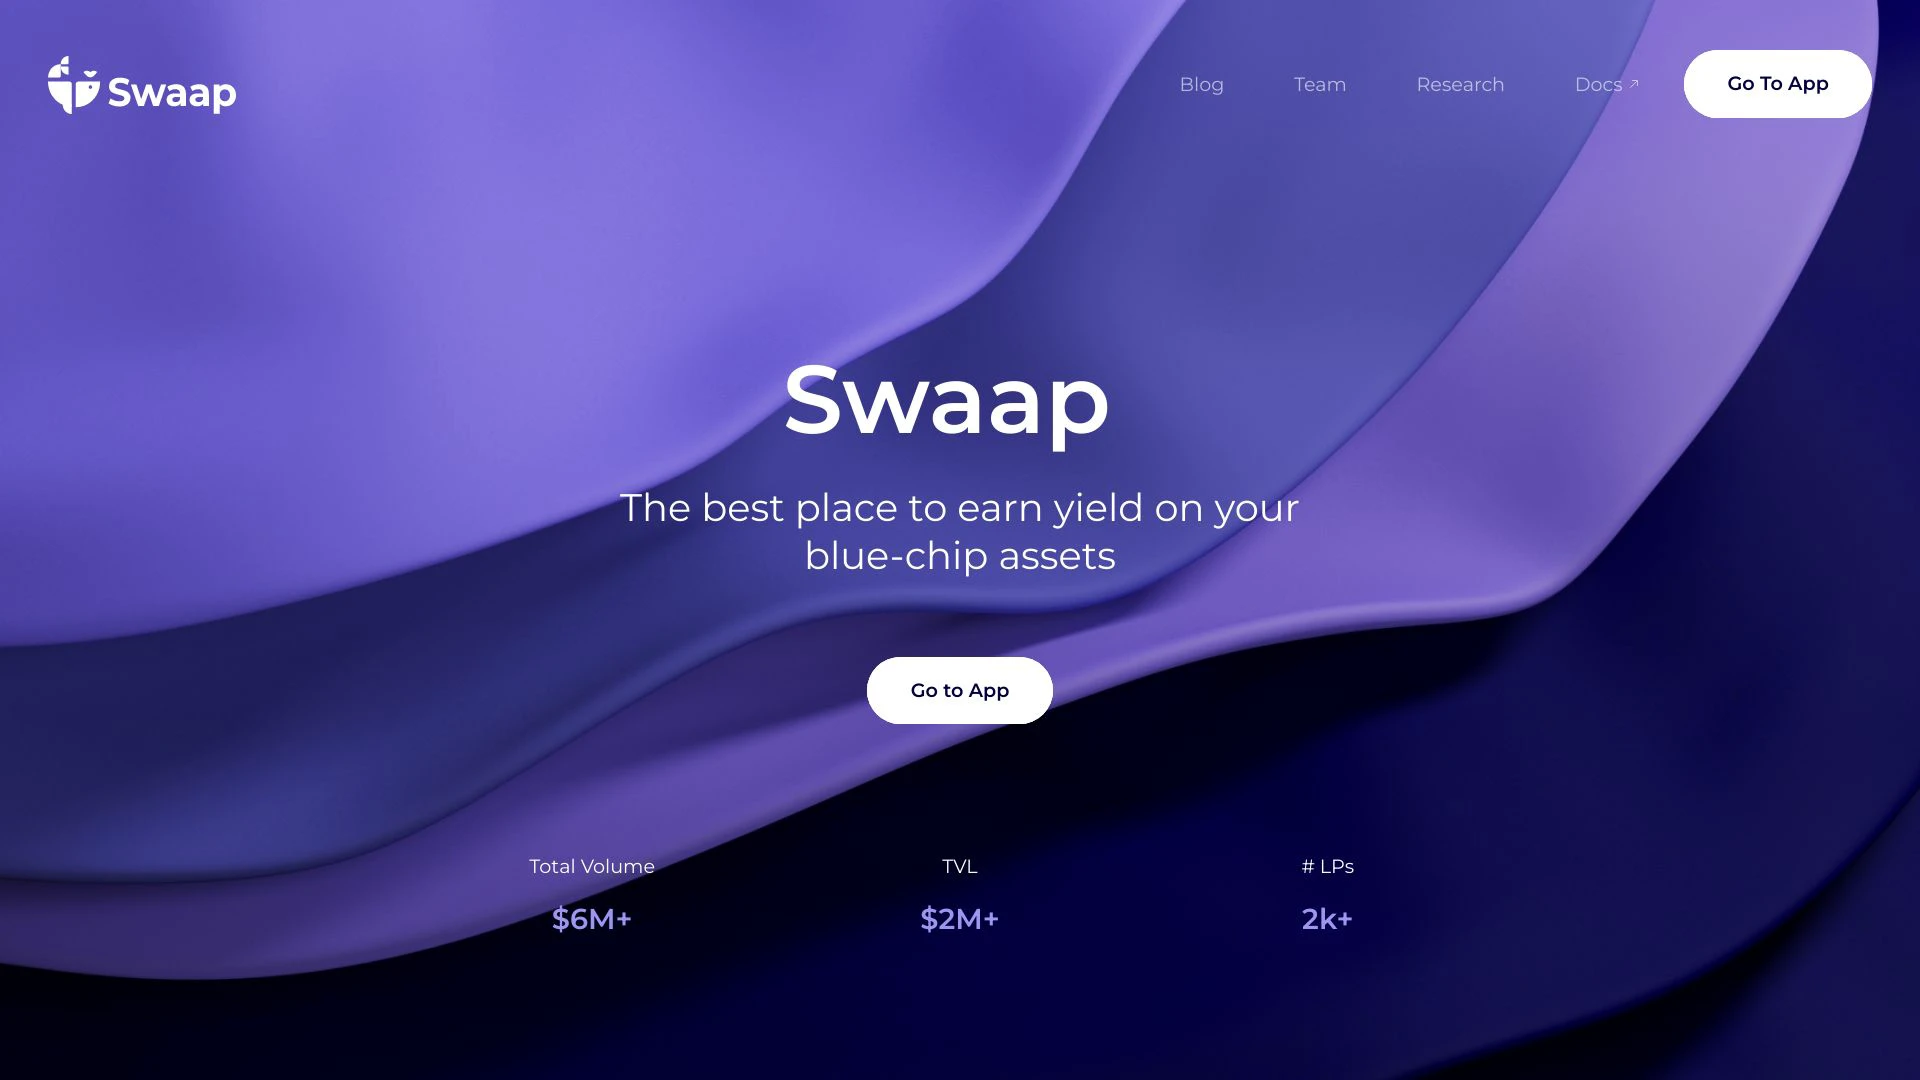 Swaap
Blog
Team
Research
Docs
Go To App
Swaap
The best place to earn yield on your
blue-chip assets
Go to App
Total Volume
TVL
# LPs
$6M+
$2M+
2k+